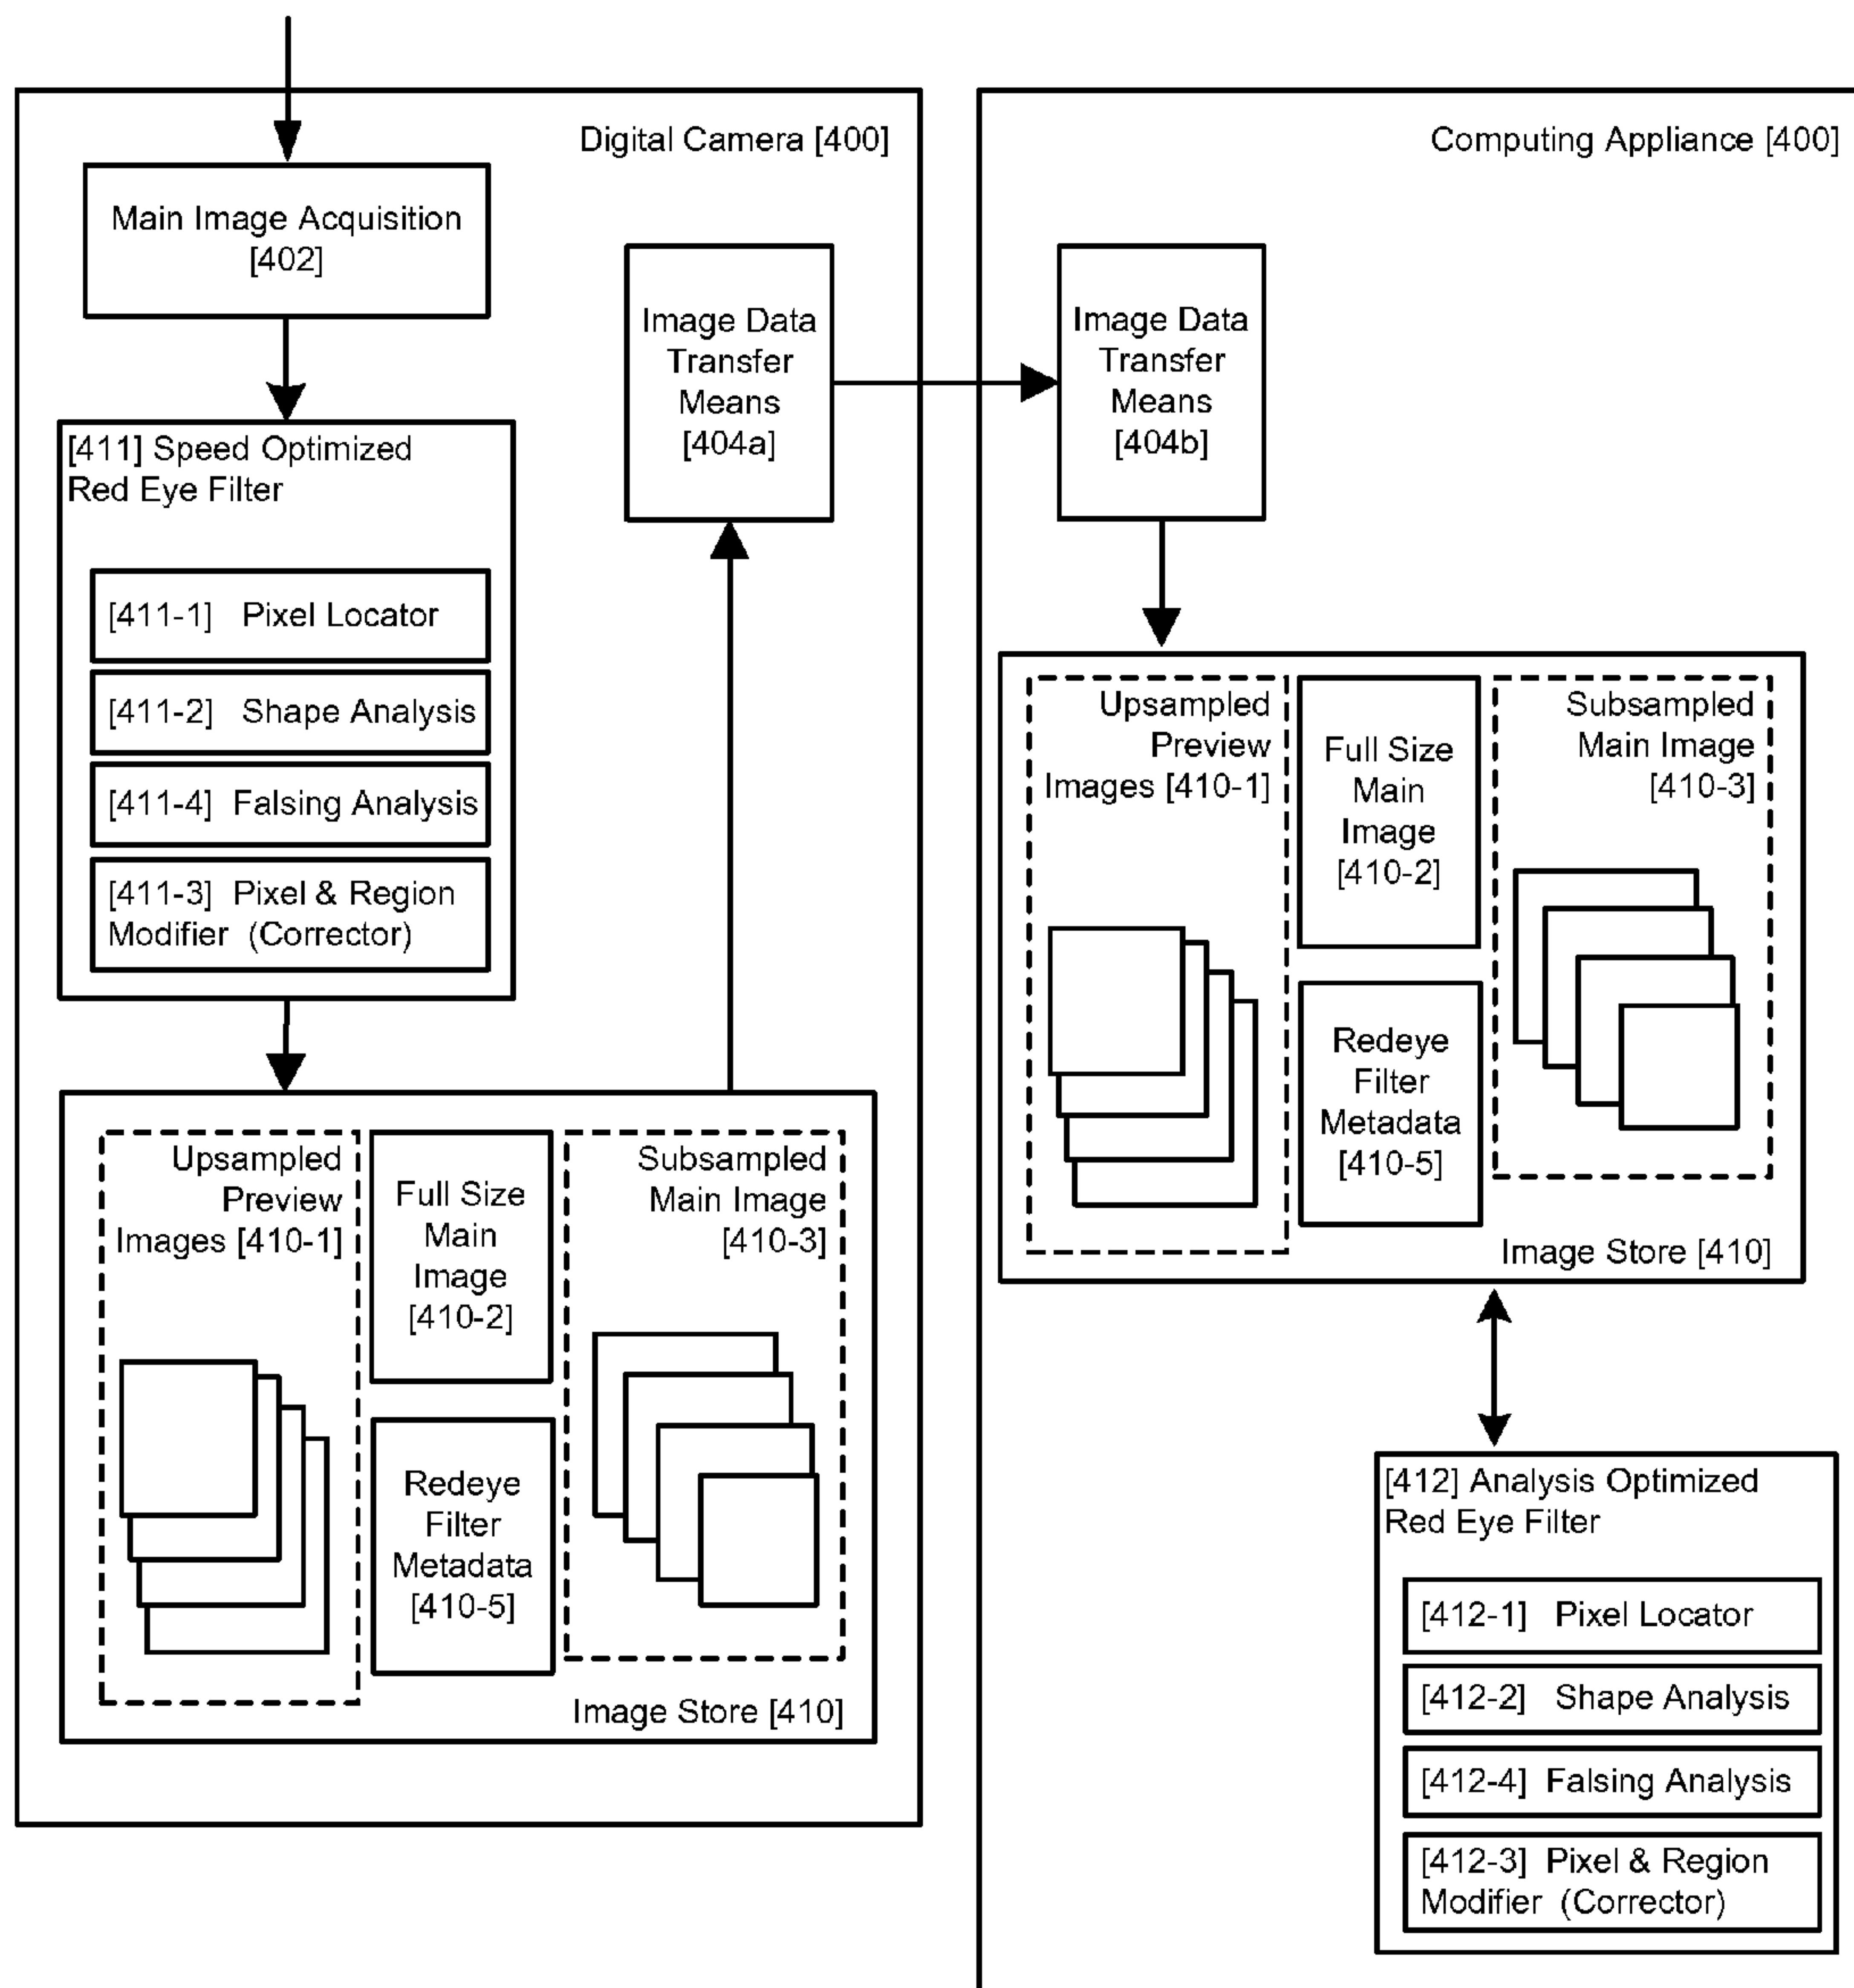 Digital Camera [400]
Main Image Acquisition
[402]
Image Data
Transfer
Means
[404a]
[411] Speed Optimized
Red Eye Filter
[411-1] Pixel Locator
[411-2] Shape Analysis
[411-4] Falsing Analysis
[411-3] Pixel & Region
Modifier (Corrector)
Upsampled
Preview
Images [410-1]
Full Size
Main
Image
[410-2]
Subsampled
Main Image
[410-3]
Redeye
Filter
Metadata
[410-5]
Image Store [410]
Computing Appliance [400]
Image Data
Transfer
Means
[404b]
Upsampled
Preview
Images [410-1]
Full Size
Main
Image
[410-2]
Subsampled
Main Image
[410-3]
Redeye
Filter
Metadata
[410-5]
Image Store [410]
[412] Analysis Optimized
Red Eye Filter
[412-1] Pixel Locator
[412-2] Shape Analysis
[412-4] Falsing Analysis
[412-3] Pixel & Region
Modifier (Corrector)